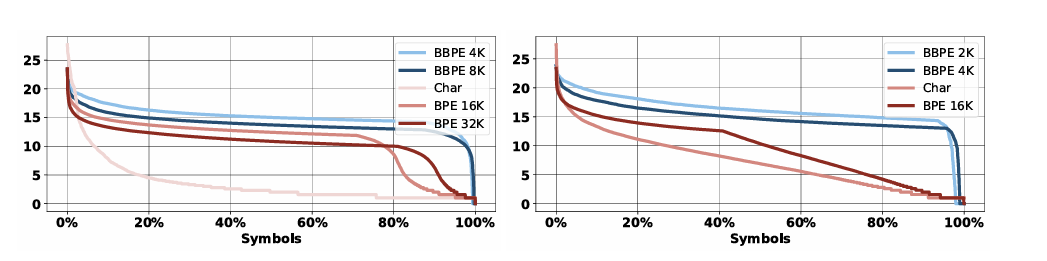 25
20
15
10
5
0
0%
20%
40%
60%
80%
100%
Symbols
BBPE 4K
BBPE 8K
Char
BPE 16K
BPE 32K
25
20
15
10
5
0
0%
20%
40%
60%
80%
100%
Symbols
BBPE 2K
BBPE 4K
Char
BPE 16K